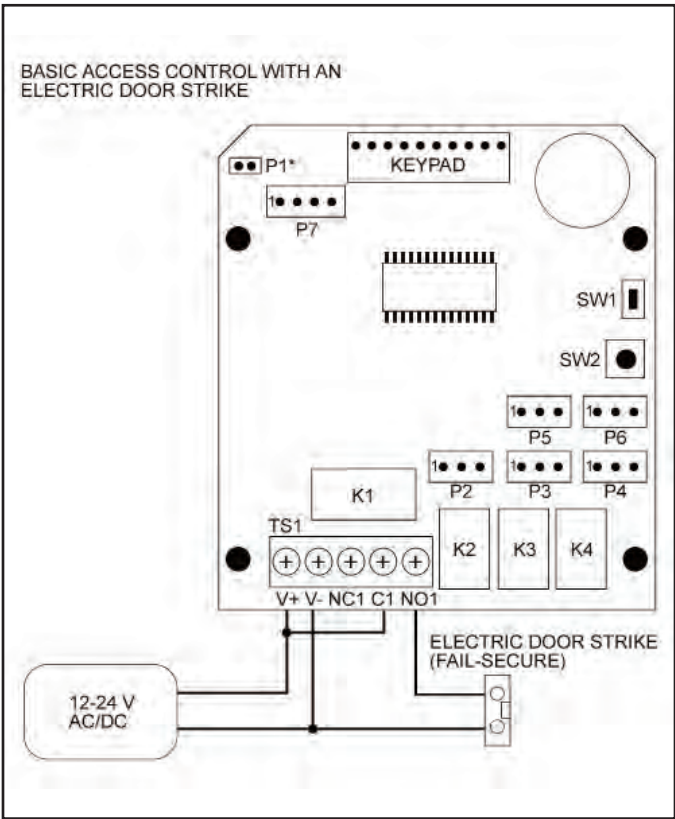 BASIC ACCESS CONTROL WITH AN
ELECTRIC DOOR STRIKE
P1*
KEYPAD
1
P7
SW1
SW2
1
1
P5
P6
1
1
1
P2
P3
P4
K1
TS1
K2
K3
K4
V+ V- NC1 C1 NO1
ELECTRIC DOOR STRIKE
(FAIL-SECURE)
12-24 V
AC/DC